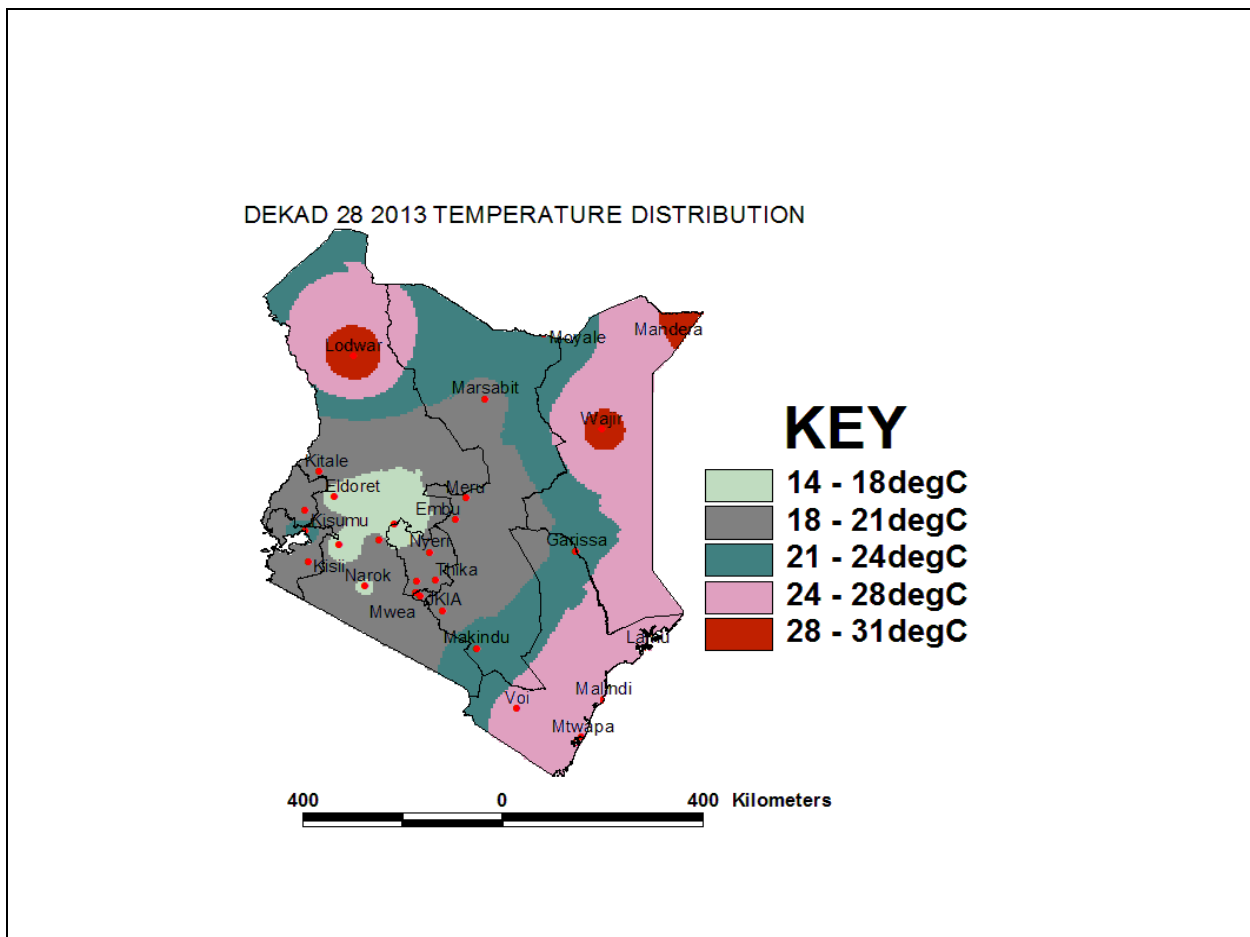 DEKAD 28 2013 TEMPERATURE DISTRIBUTION
Moyale
Mandera
Lodwar
Marsabit
Wajir
KEY
Kitale
14 - 18degC
Eldoret
Meru
Embu
18 - 21degC
Kisumu
Nyeri
Garissa
21 - 24degC
Kisii
Narok
Thika
24 - 28degC
Mwea
JKIA
28 - 31degC
Makindu
Lamu
Voi
Malindi
Mtwapa
400 0 400 Kilometers